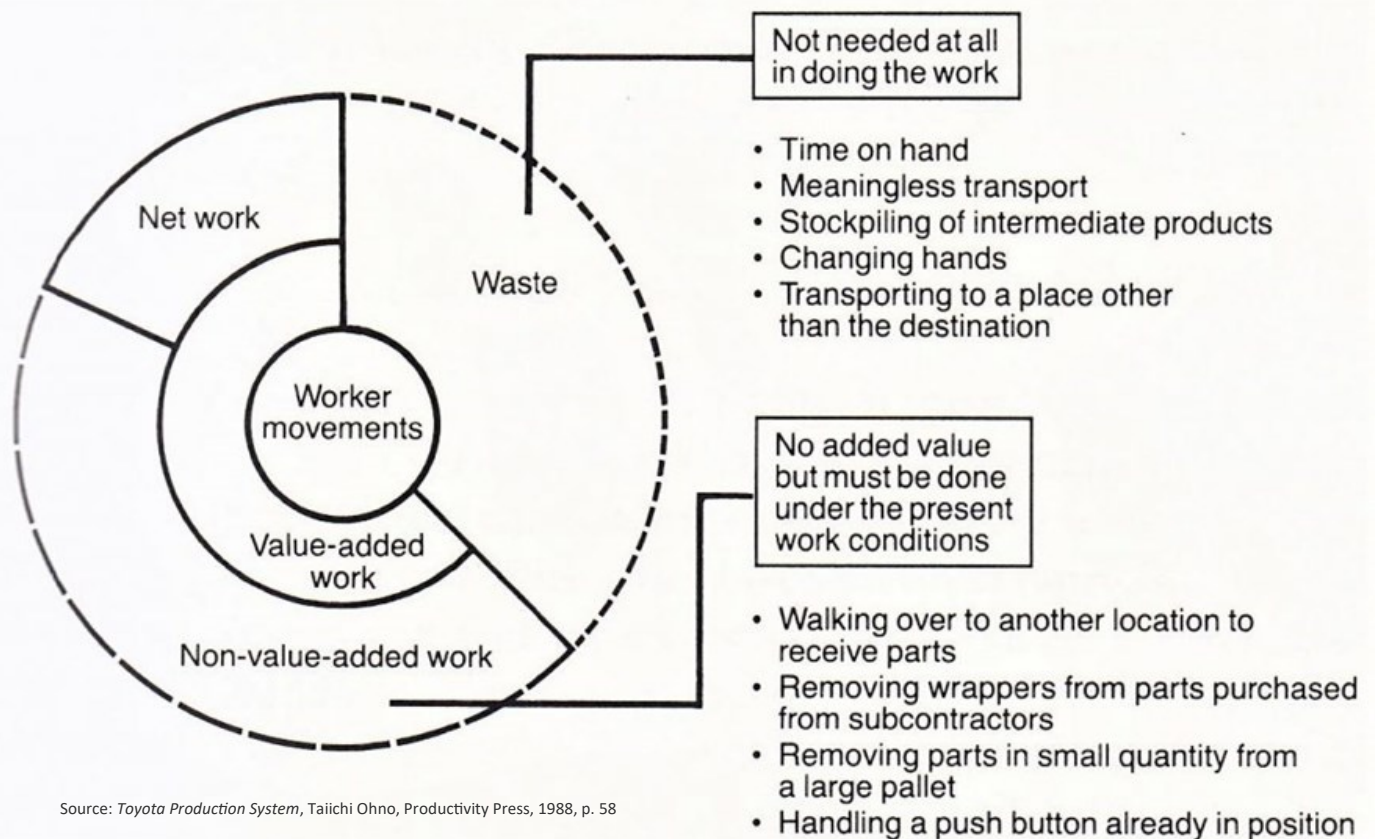 Not needed at all
in doing the work
• Time on hand
• Meaningless transport
• Stockpiling of intermediate products
• Changing hands
• Transporting to a place other
than the destination
Net work
Waste
Worker
movements
Value-added
work
Non-value-added work
No added value
but must be done
under the present
work conditions
• Walking over to another location to
receive parts
• Removing wrappers from parts purchased
from subcontractors
• Removing parts in small quantity from
a large pallet
• Handling a push button already in position
Source: Toyota Production System, Taiichi Ohno, Productivity Press, 1988, p. 58